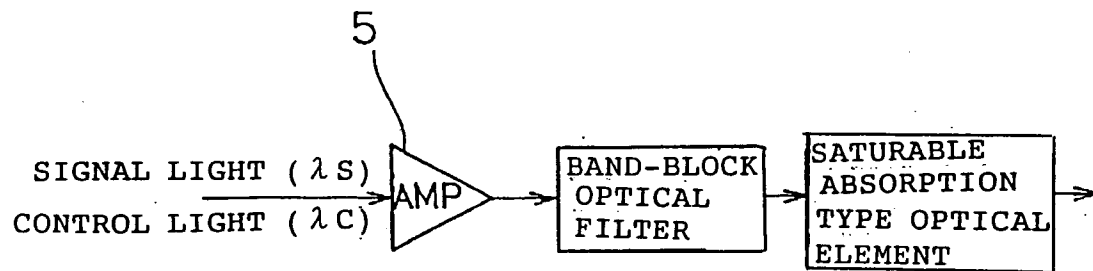 5
SIGNAL LIGHT (λS)
CONTROL LIGHT (λC)
AMP
BAND-BLOCK
OPTICAL
FILTER
SATURABLE
ABSORPTION
TYPE OPTICAL
ELEMENT